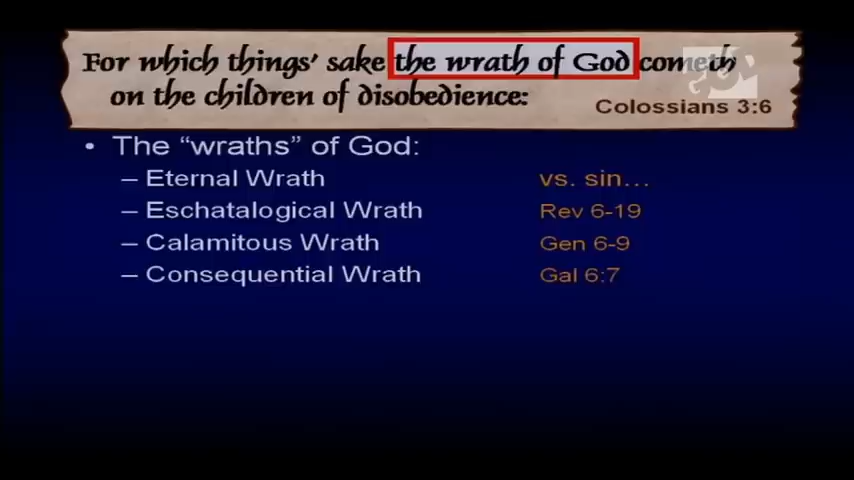 For which things' sake the wrath of God cometh
on the children of disobedience:
Colossians 3:6
• The “wraths” of God:
– Eternal Wrath vs. sin…
– Eschatalogical Wrath Rev 6-19
– Calamitous Wrath Gen 6-9
– Consequential Wrath Gal 6:7